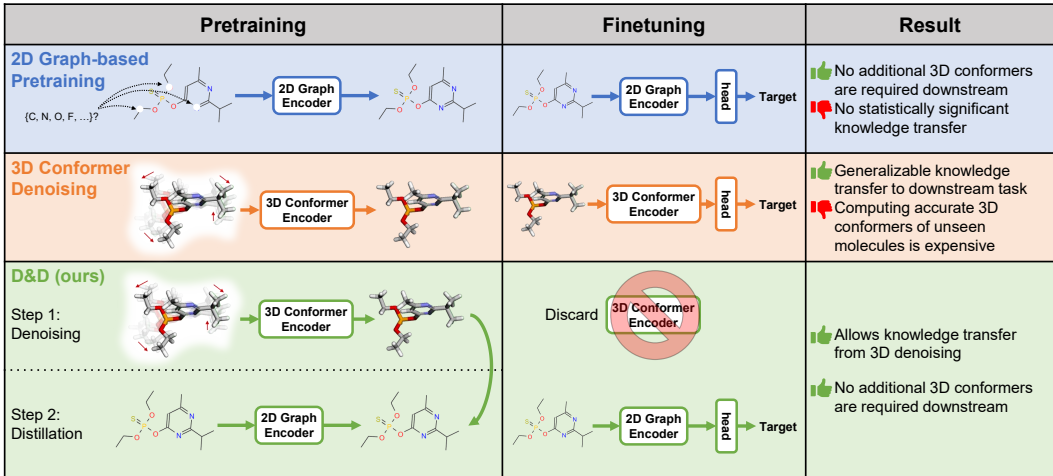 Pretraining
Finetuning
Result
2D Graph-based
Pretraining
{C, N, O, F, ...}?
2D Graph
Encoder
2D Graph
Encoder
head
Target
No additional 3D conformers
are required downstream
No statistically significant
knowledge transfer
3D Conformer
Denoising
3D Conformer
Encoder
3D Conformer
Encoder
head
Target
Generalizable knowledge
transfer to downstream task
Computing accurate 3D
conformers of unseen
molecules is expensive
D&D (ours)
Step 1:
Denoising
3D Conformer
Encoder
Discard
3D Conformer
Encoder
Allows knowledge transfer
from 3D denoising
No additional 3D conformers
are required downstream
Step 2:
Distillation
2D Graph
Encoder
2D Graph
Encoder
head
Target